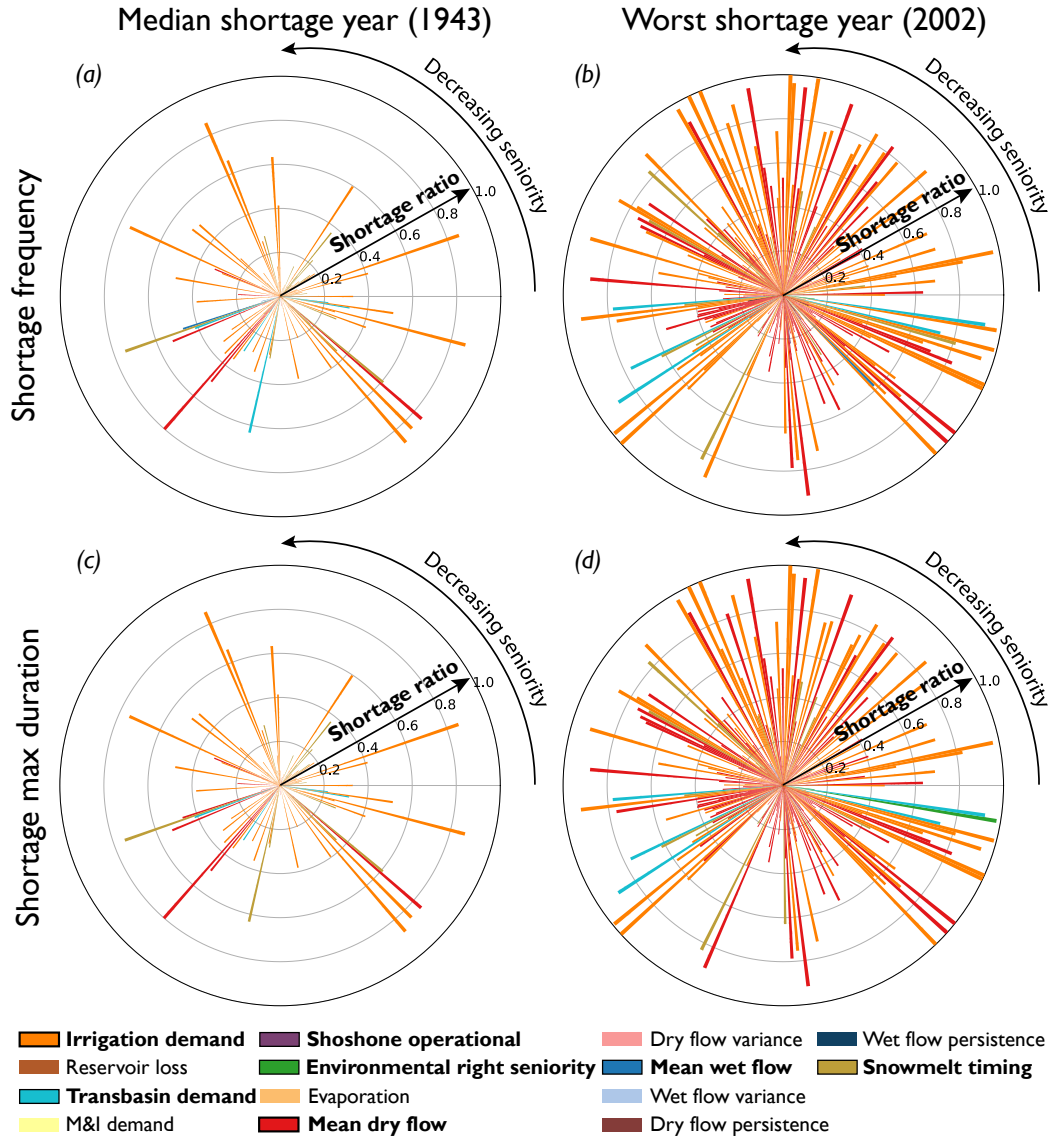 Median shortage year (1943)
Worst shortage year (2002)
(a)
Decreasing seniority
Shortage ratio
0.2
0.4
0.6
0.8
1.0
(b)
Decreasing seniority
Shortage ratio
0.2
0.4
0.6
0.8
1.0
Shortage frequency
(c)
Decreasing seniority
Shortage ratio
0.2
0.4
0.6
0.8
1.0
(d)
Decreasing seniority
Shortage ratio
0.2
0.4
0.6
0.8
1.0
Shortage max duration
Irrigation demand
Reservoir loss
Transbasin demand
M&I demand
Shoshone operational
Environmental right seniority
Evaporation
Mean dry flow
Dry flow variance
Mean wet flow
Wet flow variance
Dry flow persistence
Wet flow persistence
Snowmelt timing